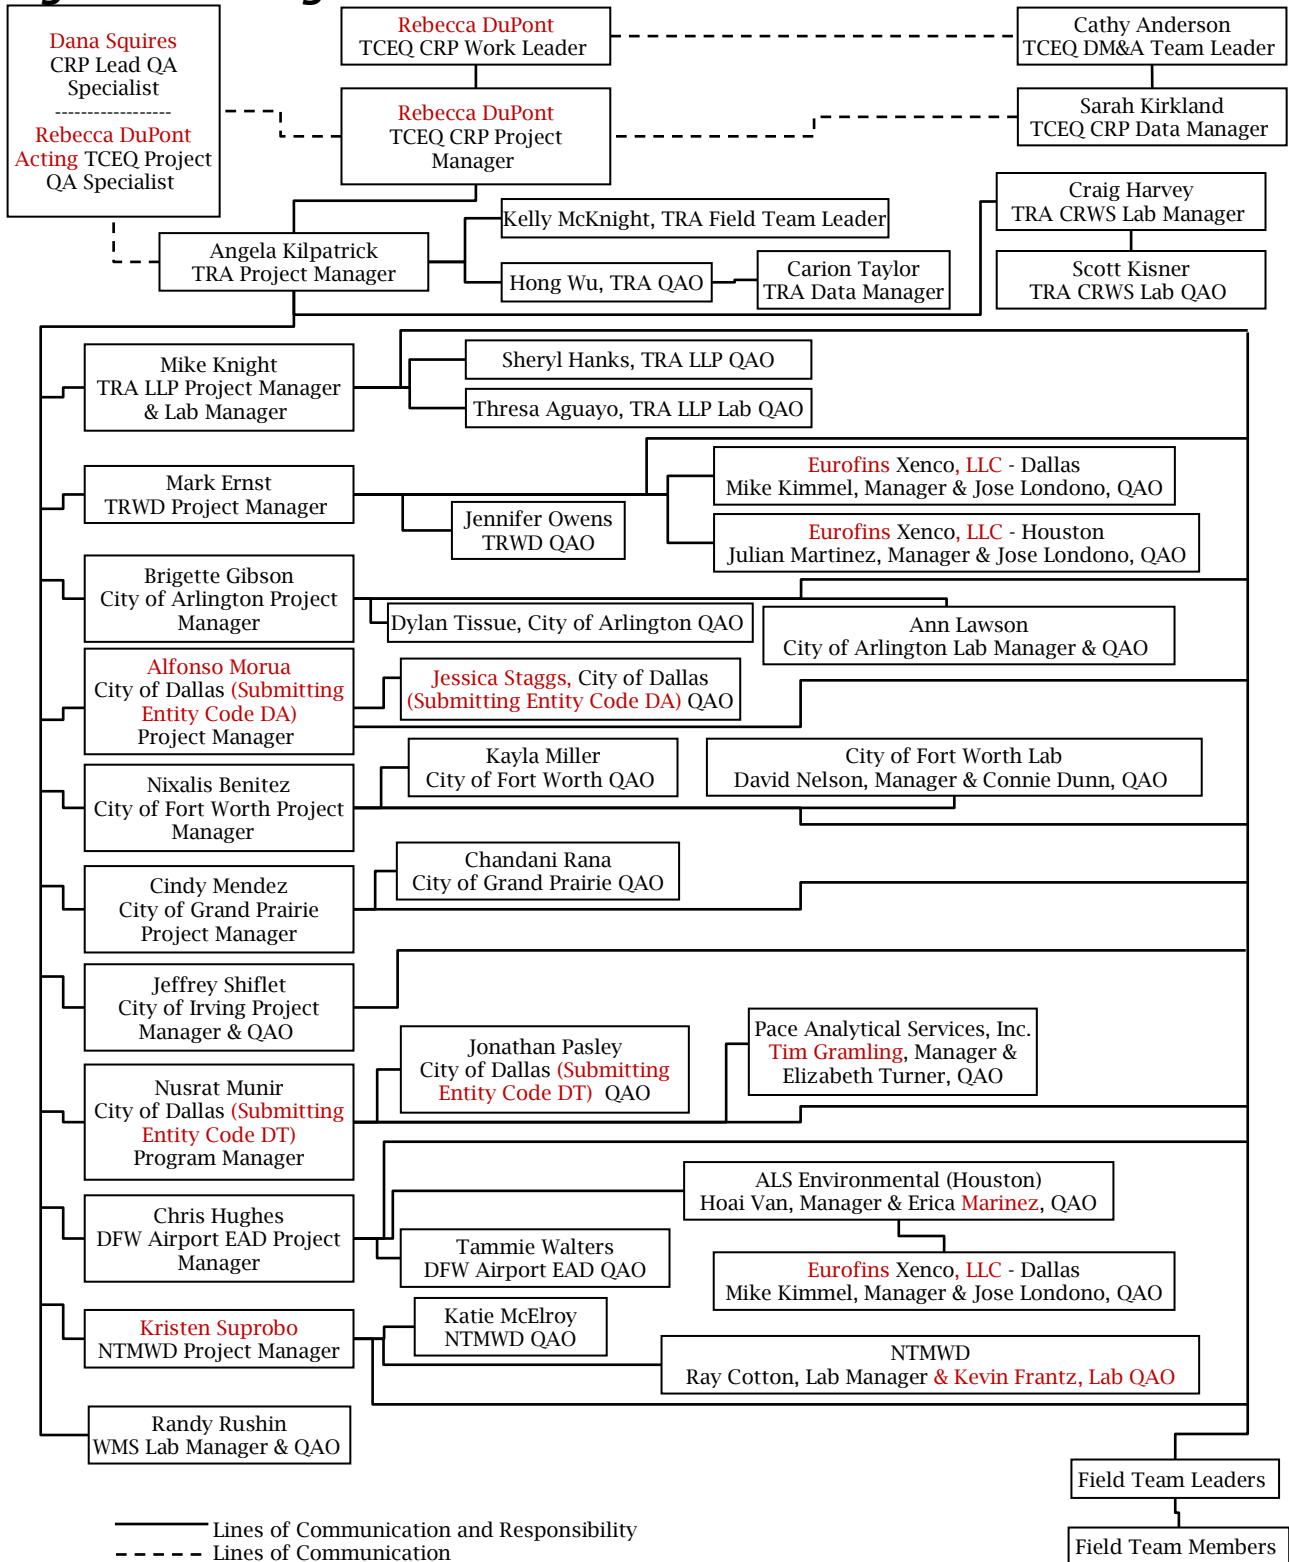 Dana Squires
CRP Lead QA
Specialist
------------------
Rebecca DuPont
Acting TCEQ Project
QA Specialist
Rebecca DuPont
TCEQ CRP Work Leader
Cathy Anderson
TCEQ DM&A Team Leader
Rebecca DuPont
TCEQ CRP Project
Manager
Sarah Kirkland
TCEQ CRP Data Manager
Craig Harvey
TRA CRWS Lab Manager
Kelly McKnight, TRA Field Team Leader
Angela Kilpatrick
TRA Project Manager
Hong Wu, TRA QAO
Carion Taylor
TRA Data Manager
Scott Kisner
TRA CRWS Lab QAO
Mike Knight
TRA LLP Project Manager
& Lab Manager
Sheryl Hanks, TRA LLP QAO
Thresa Aguayo, TRA LLP Lab QAO
Mark Ernst
TRWD Project Manager
Jennifer Owens
TRWD QAO
Eurofins Xenco, LLC - Dallas
Mike Kimmel, Manager & Jose Londono, QAO
Eurofins Xenco, LLC - Houston
Julian Martinez, Manager & Jose Londono, QAO
Brigette Gibson
City of Arlington Project
Manager
Dylan Tissue, City of Arlington QAO
Ann Lawson
City of Arlington Lab Manager & QAO
Alfonso Morua
City of Dallas (Submitting
Entity Code DA)
Project Manager
Jessica Staggs, City of Dallas
(Submitting Entity Code DA) QAO
Nixalis Benitez
City of Fort Worth Project
Manager
Kayla Miller
City of Fort Worth QAO
City of Fort Worth Lab
David Nelson, Manager & Connie Dunn, QAO
Cindy Mendez
City of Grand Prairie
Project Manager
Chandani Rana
City of Grand Prairie QAO
Jeffrey Shiflet
City of Irving Project
Manager & QAO
Nusrat Munir
City of Dallas (Submitting
Entity Code DT)
Program Manager
Jonathan Pasley
City of Dallas (Submitting
Entity Code DT) QAO
Pace Analytical Services, Inc.
Tim Gramling, Manager &
Elizabeth Turner, QAO
Chris Hughes
DFW Airport EAD Project
Manager
Tammie Walters
DFW Airport EAD QAO
ALS Environmental (Houston)
Hoai Van, Manager & Erica Marinez, QAO
Eurofins Xenco, LLC - Dallas
Mike Kimmel, Manager & Jose Londono, QAO
Kristen Suprobo
NTMWD Project Manager
Katie McElroy
NTMWD QAO
NTMWD
Ray Cotton, Lab Manager & Kevin Frantz, Lab QAO
Randy Rushin
WMS Lab Manager & QAO
Field Team Leaders
Field Team Members
Lines of Communication and Responsibility
Lines of Communication